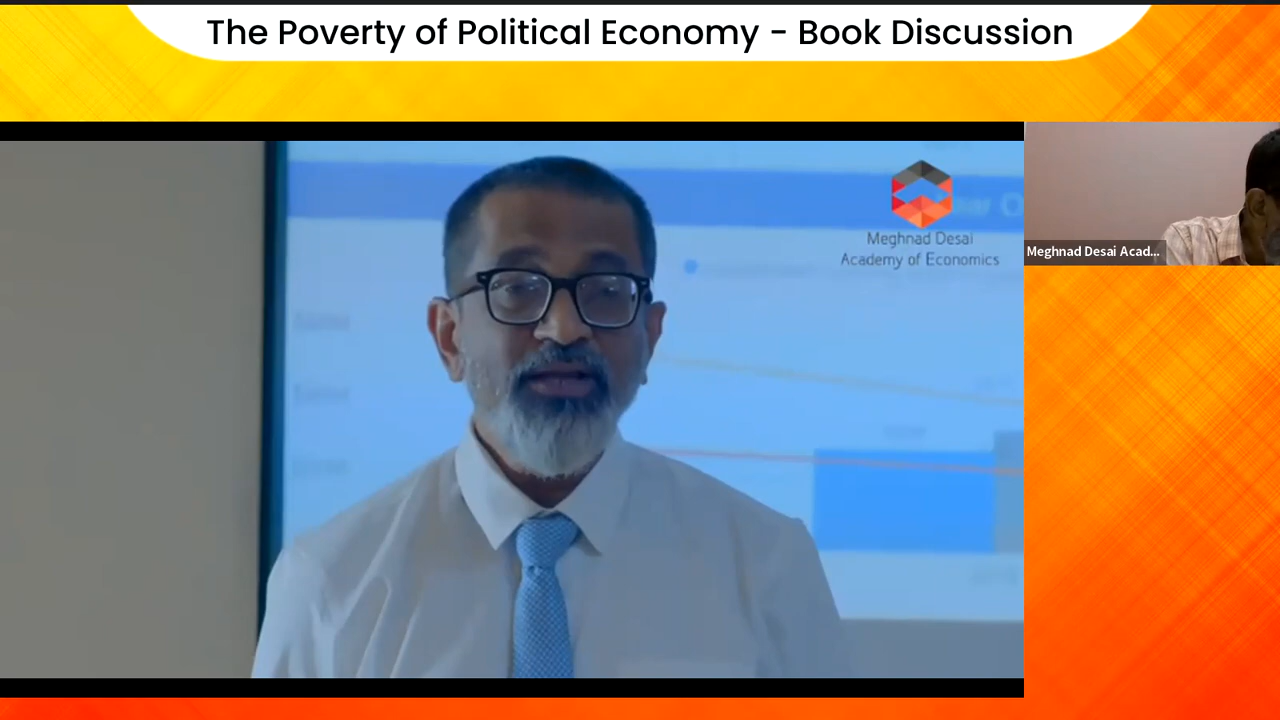 The Poverty of Political Economy - Book Discussion
Meghnad Desai
Academy of Economics
Meghnad Desai Acad...